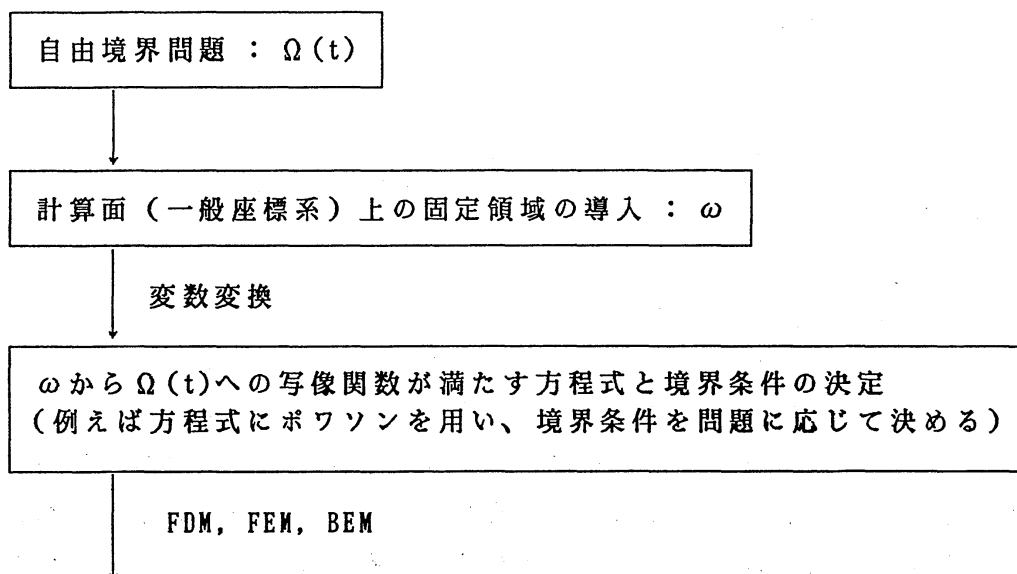 自由境界問題 : Ω(t)
計算面(一般座標系)上の固定領域の導入 : ω
変数変換
ωからΩ(t)への写像関数が満たす方程式と境界条件の決定
(例えば方程式にポワソンを用い、境界条件を問題に応じて決める)
FDM, FEM, BEM